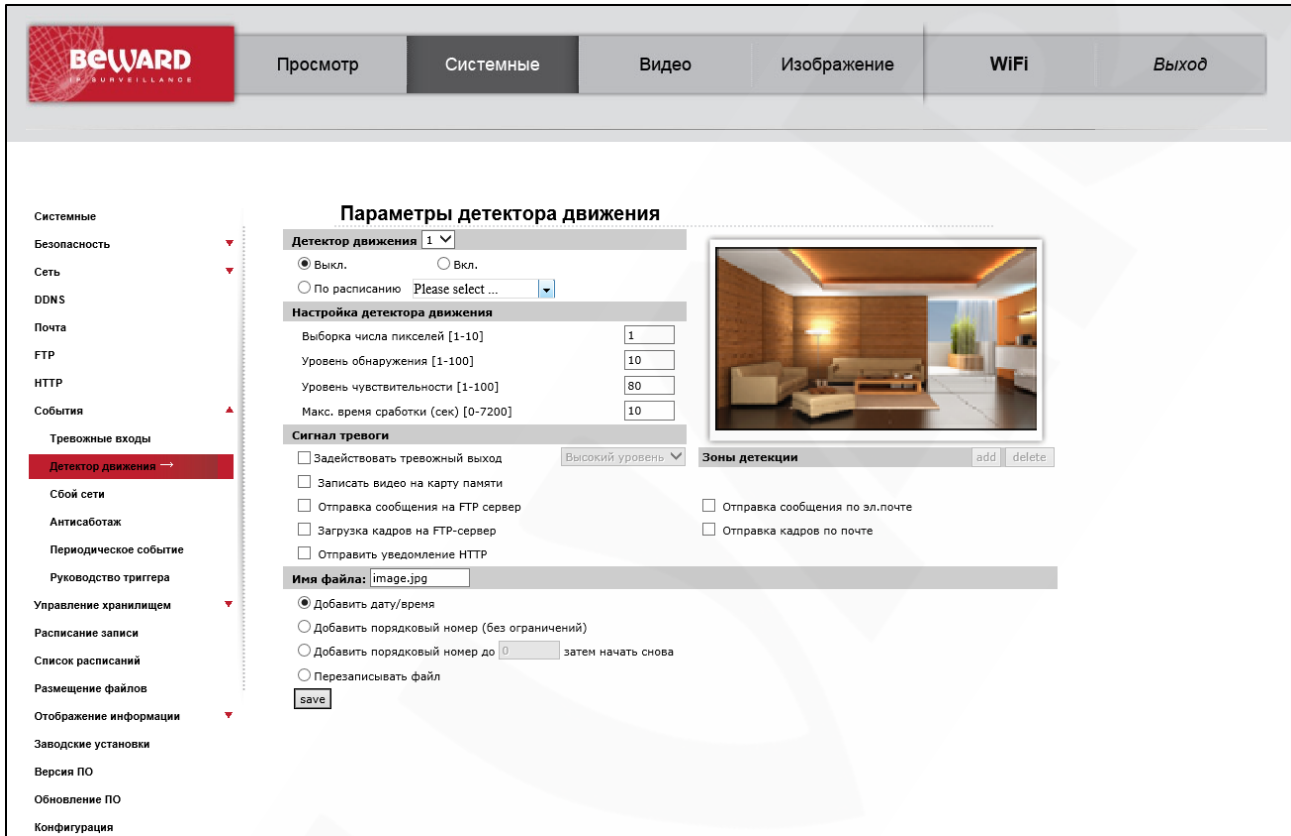 BEWARD
IP SURVEILLANCE
Просмотр
Системные
Видео
Изображение
WiFi
Выход
Системные
Безопасность
Сеть
DDNS
Почта
FTP
HTTP
События
Тревожные входы
Детектор движения →
Сбой сети
Антисаботаж
Периодическое событие
Руководство триггера
Управление хранилищем
Расписание записи
Список расписаний
Размещение файлов
Отображение информации
Заводские установки
Версия ПО
Обновление ПО
Конфигурация
Параметры детектора движения
Детектор движения 1
Выкл. Вкл.
По расписанию Please select ...
Настройка детектора движения
Выборка числа пикселей [1-10] 1
Уровень обнаружения [1-100] 10
Уровень чувствительности [1-100] 80
Макс. время сработки (сек) [0-7200] 10
Сигнал тревоги
Задействовать тревожный выход Высокий уровень
Зоны детекции add delete
Записать видео на карту памяти
Отправка сообщения на FTP сервер Отправка сообщения по эл.почте
Загрузка кадров на FTP-сервер Отправка кадров по почте
Отправить уведомление HTTP
Имя файла: image.jpg
Добавить дату/время
Добавить порядковый номер (без ограничений)
Добавить порядковый номер до 0 затем начать снова
Перезаписывать файл
save